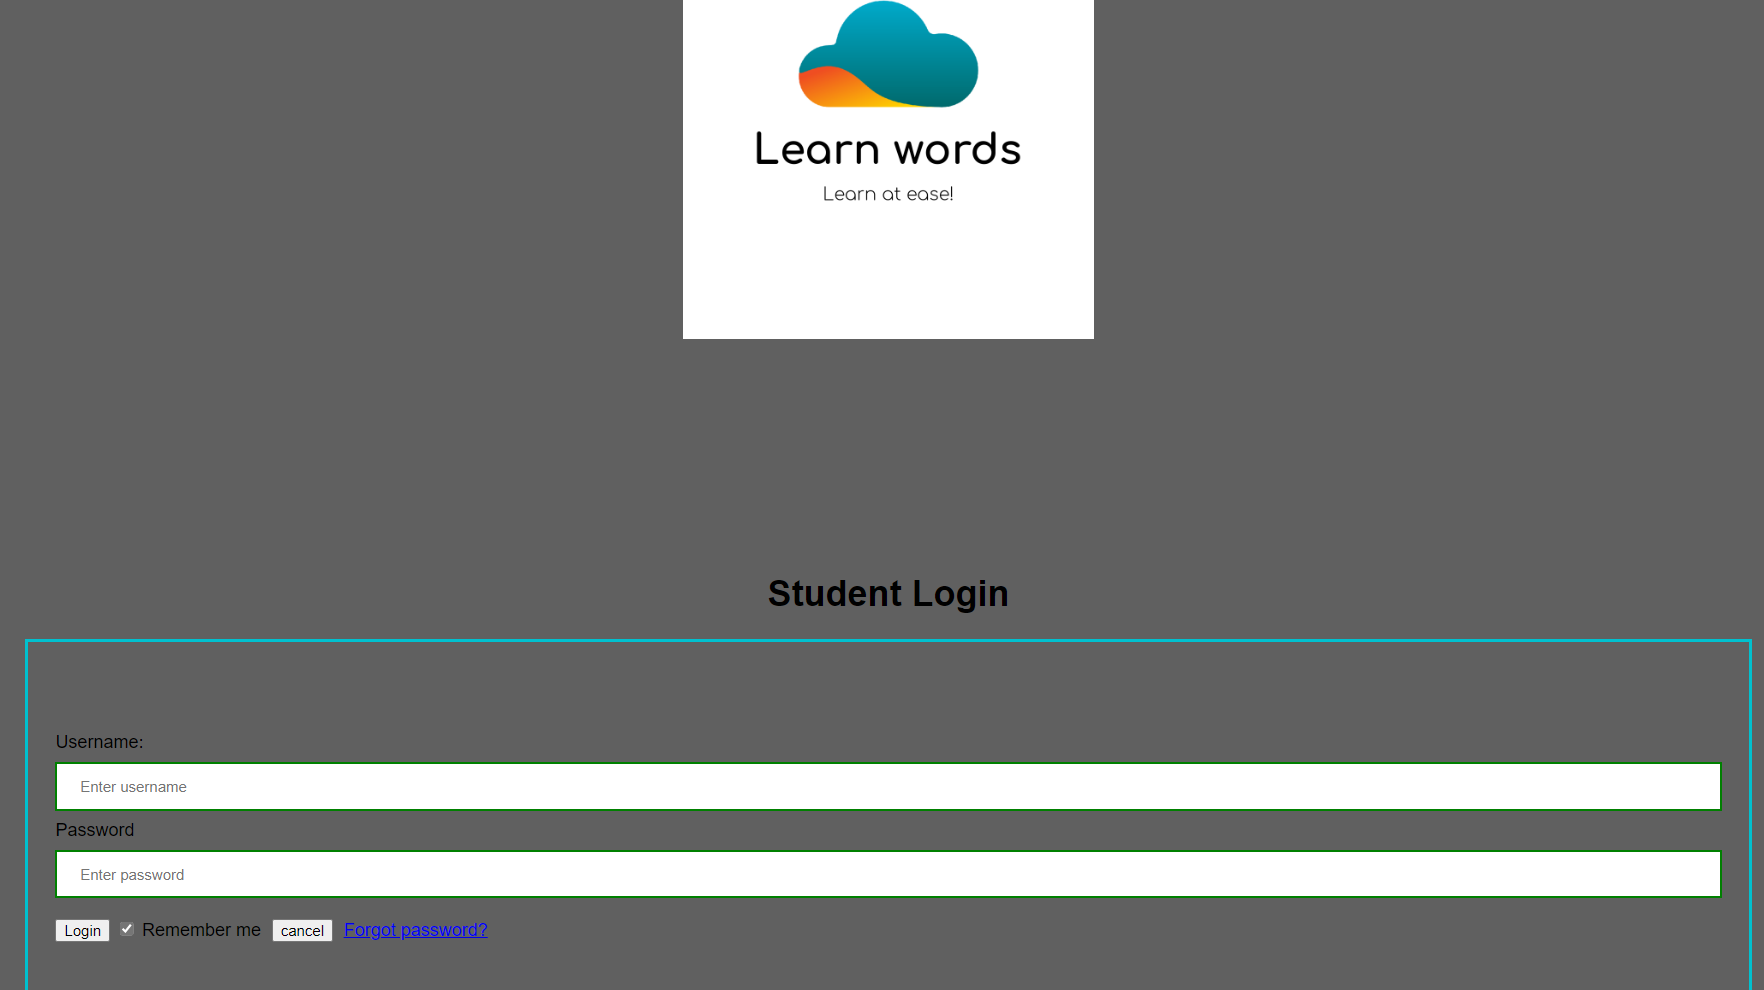 Learn words
Learn at ease!
Student Login
Username:
Enter username
Password
Enter password
Login Remember me cancel Forgot password?